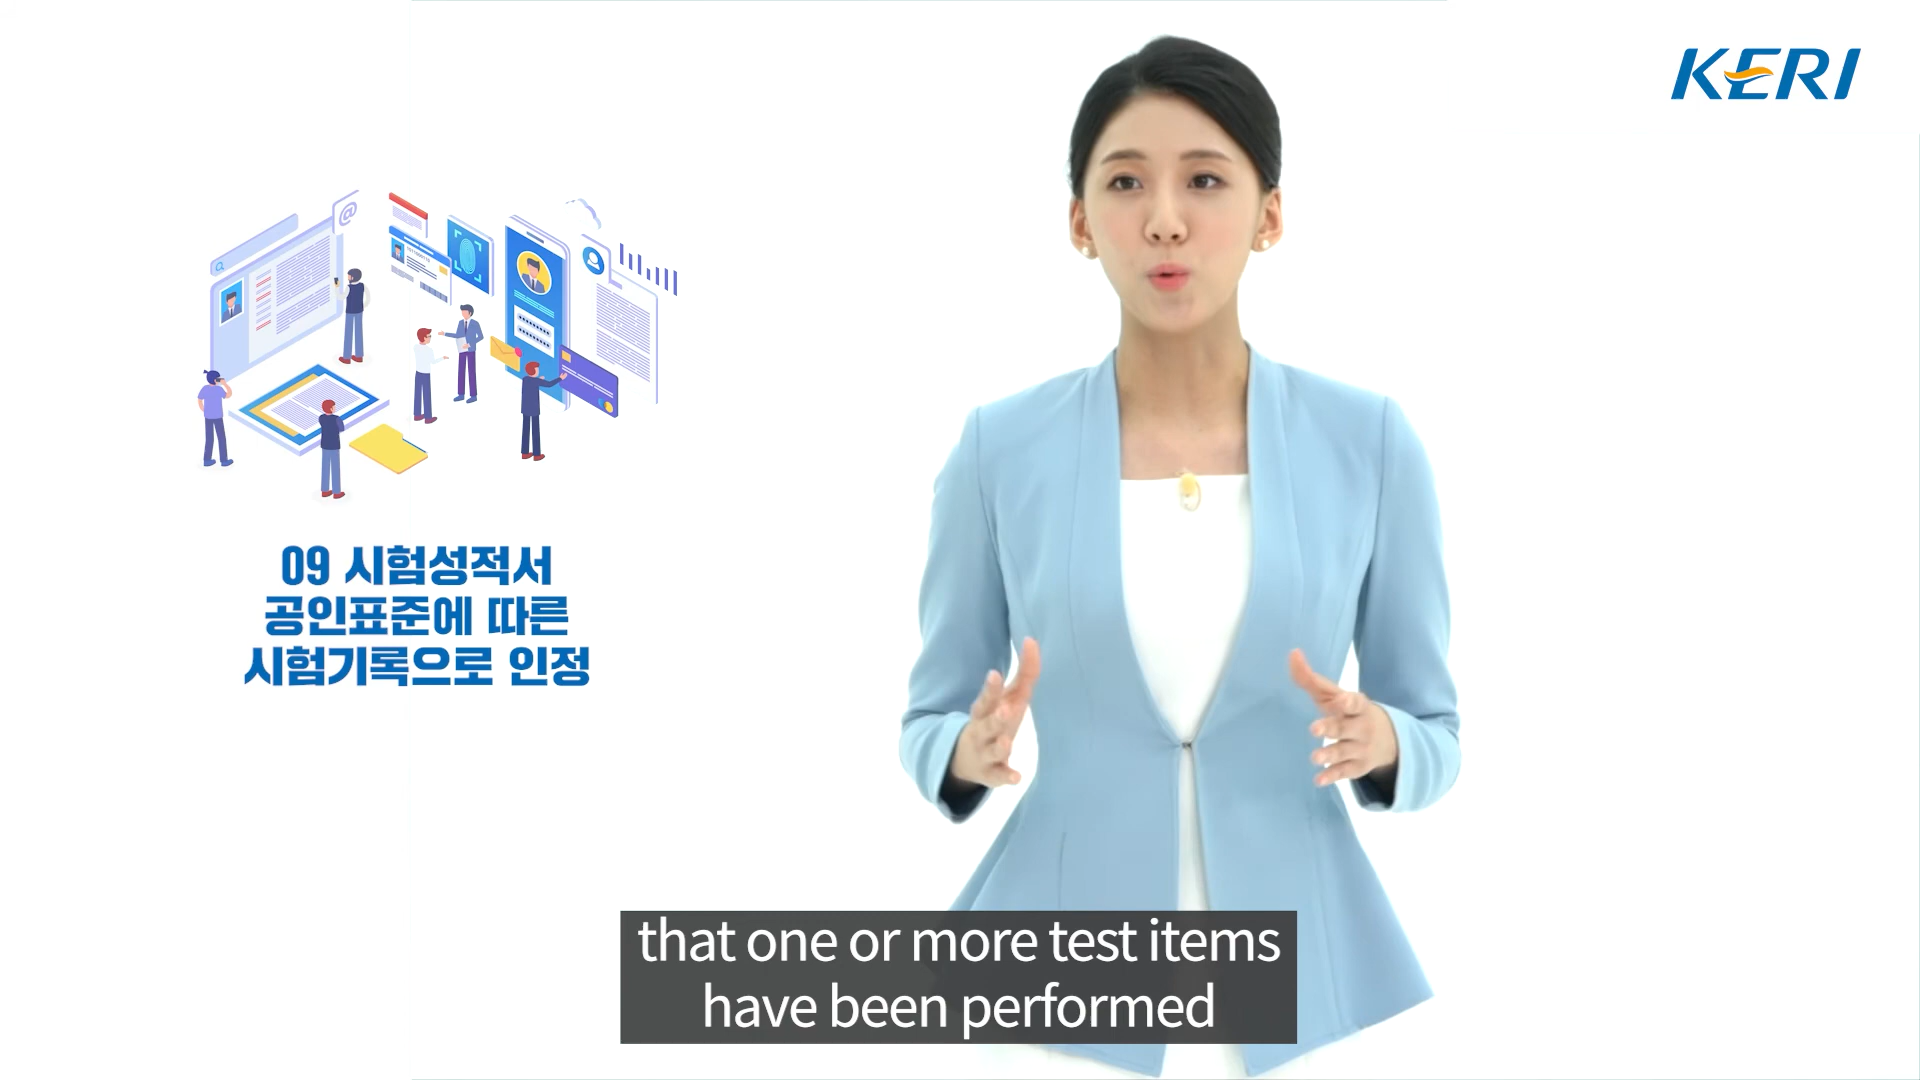 KERI
@
09 시험성적서
공인표준에 따른
시험기록으로 인정
that one or more test items
have been performed